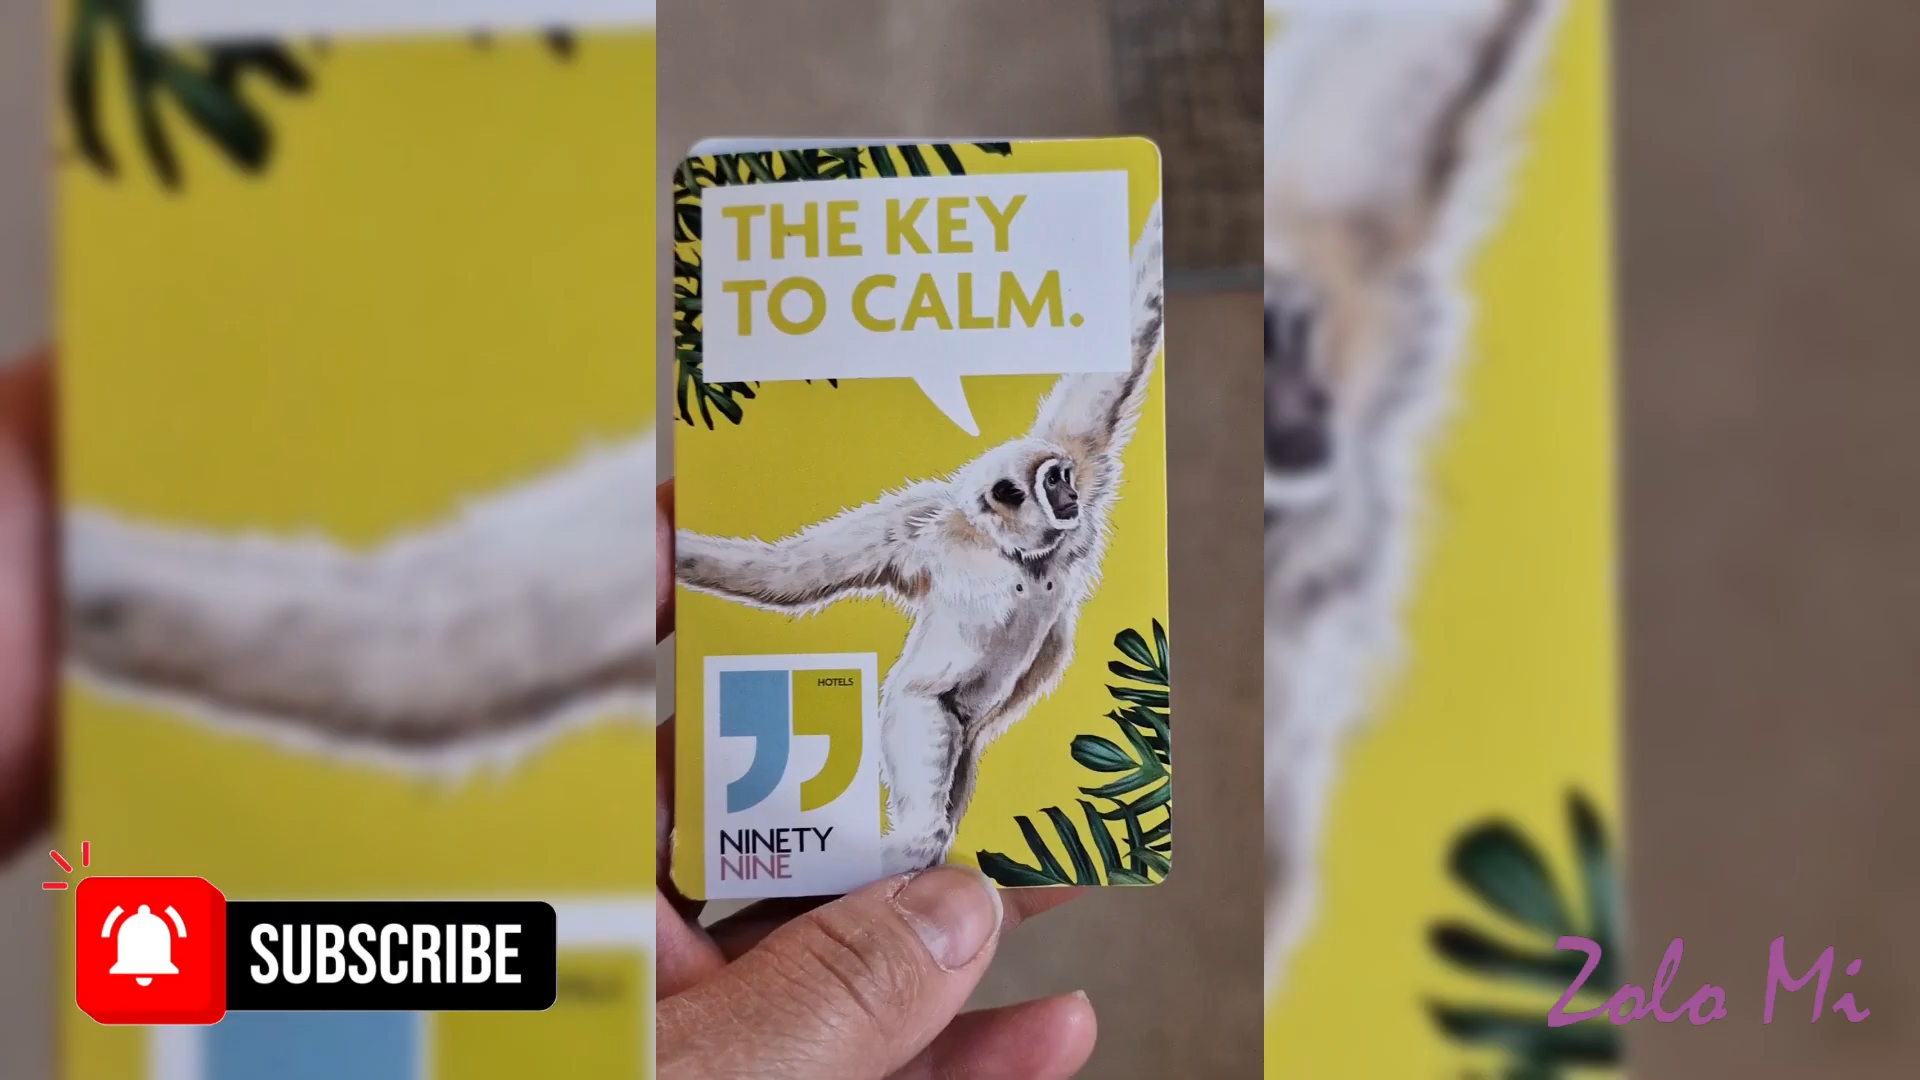 THE KEY
TO CALM.
HOTELS
NINETY
NINE
SUBSCRIBE
Zolo Mi